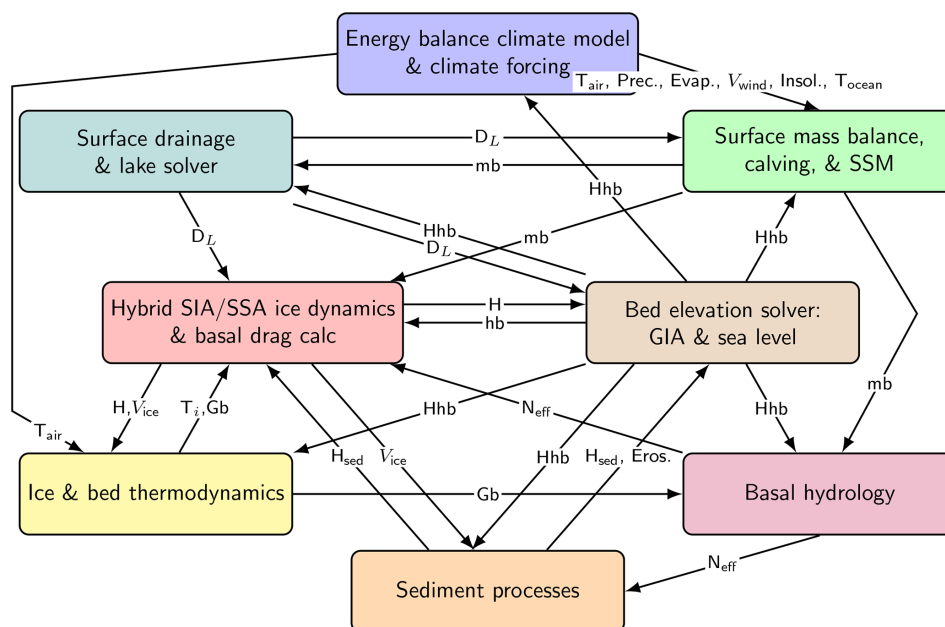 Energy balance climate model
& climate forcing
T_air, Prec., Evap., V_wind, Insol., T_ocean
Surface drainage
& lake solver
D_L
mb
Surface mass balance,
calving, & SSM
Hhb
Hhb
D_L
D_L
mb
Hhb
Hybrid SIA/SSA ice dynamics
& basal drag calc
H
hb
Bed elevation solver:
GIA & sea level
mb
H,V_ice
T_i,Gb
Hhb
N_eff
Hhb
T_air
H_sed
V_ice
Hhb
H_sed, Eros.
Ice & bed thermodynamics
Gb
Basal hydrology
N_eff
Sediment processes